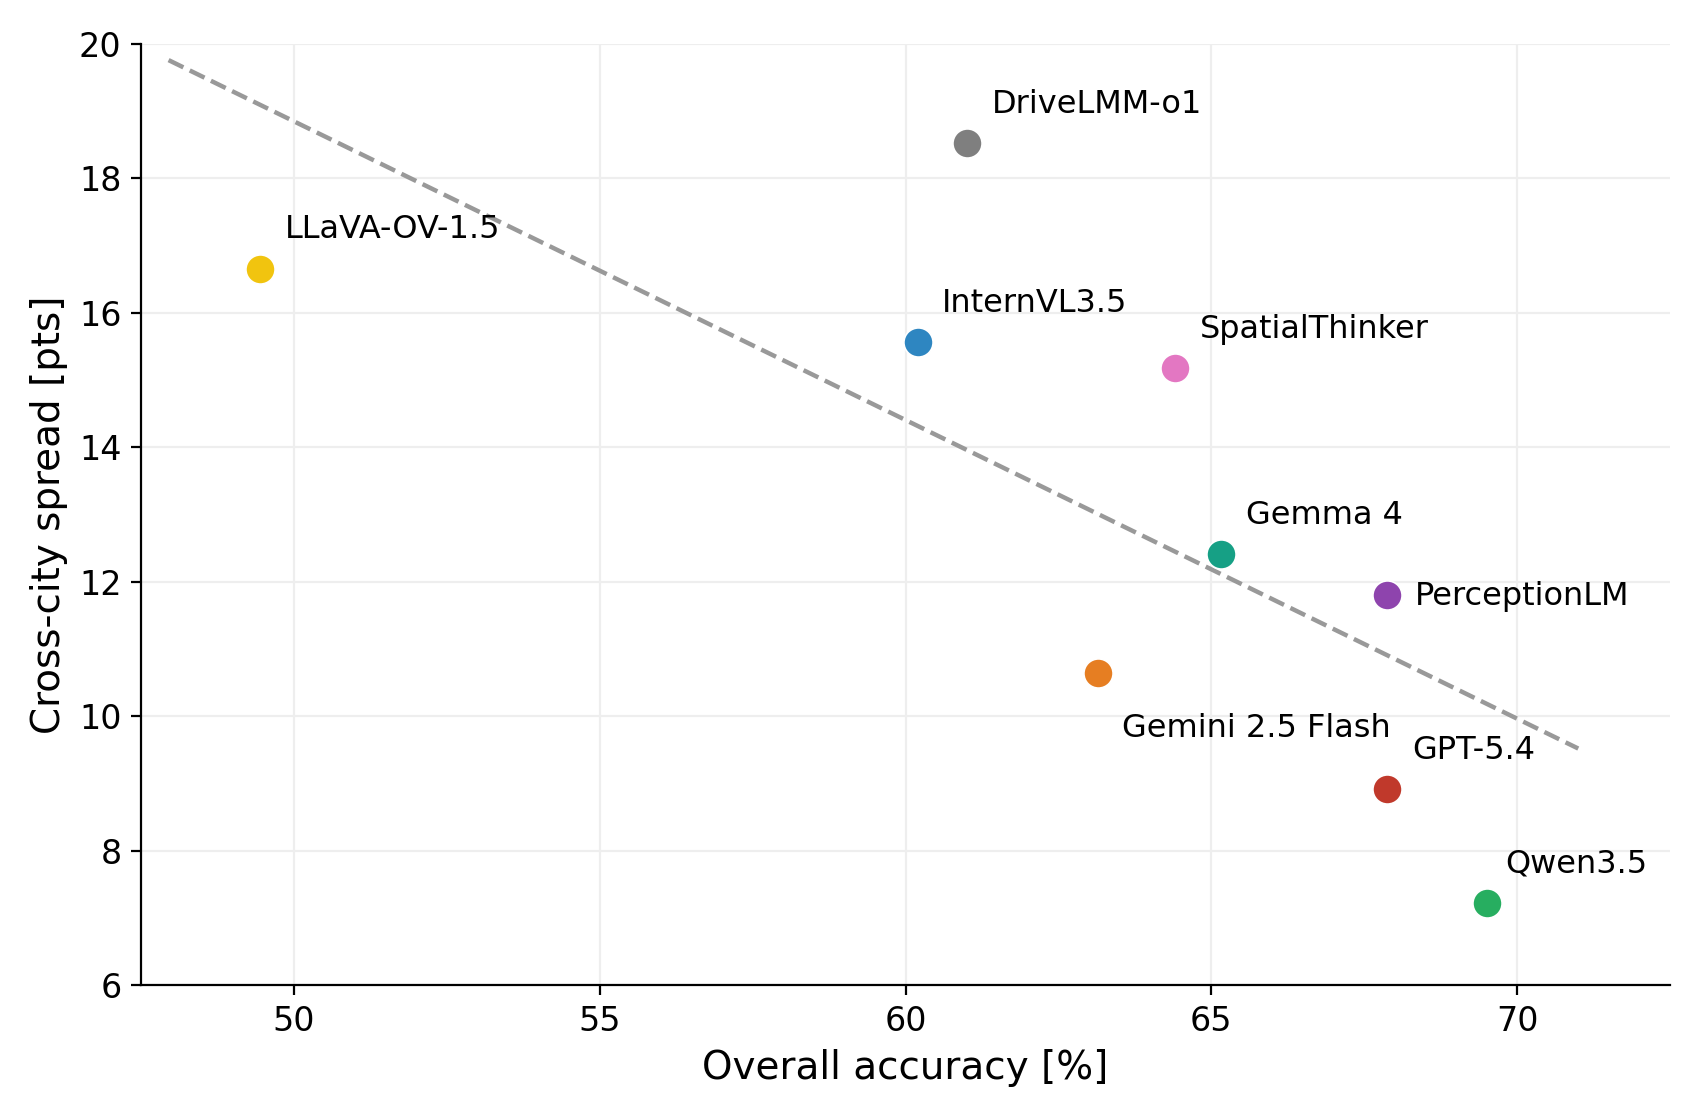 20
18
16
14
12
10
8
6
Cross-city spread [pts]
DriveLMM-o1
LLaVA-OV-1.5
InternVL3.5
SpatialThinker
Gemma 4
PerceptionLM
Gemini 2.5 Flash
GPT-5.4
Qwen3.5
50 55 60 65 70
Overall accuracy [%]